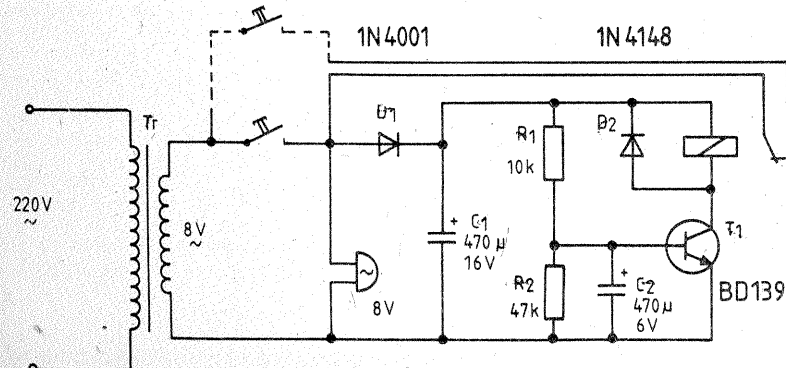 1N4001
1N4148
Tr
220V
~
8V
~
D1
C1
+
470 µ
16V
~
8V
R1
10k
R2
47k
D2
T1
BD139
+
C2
470µ
6V